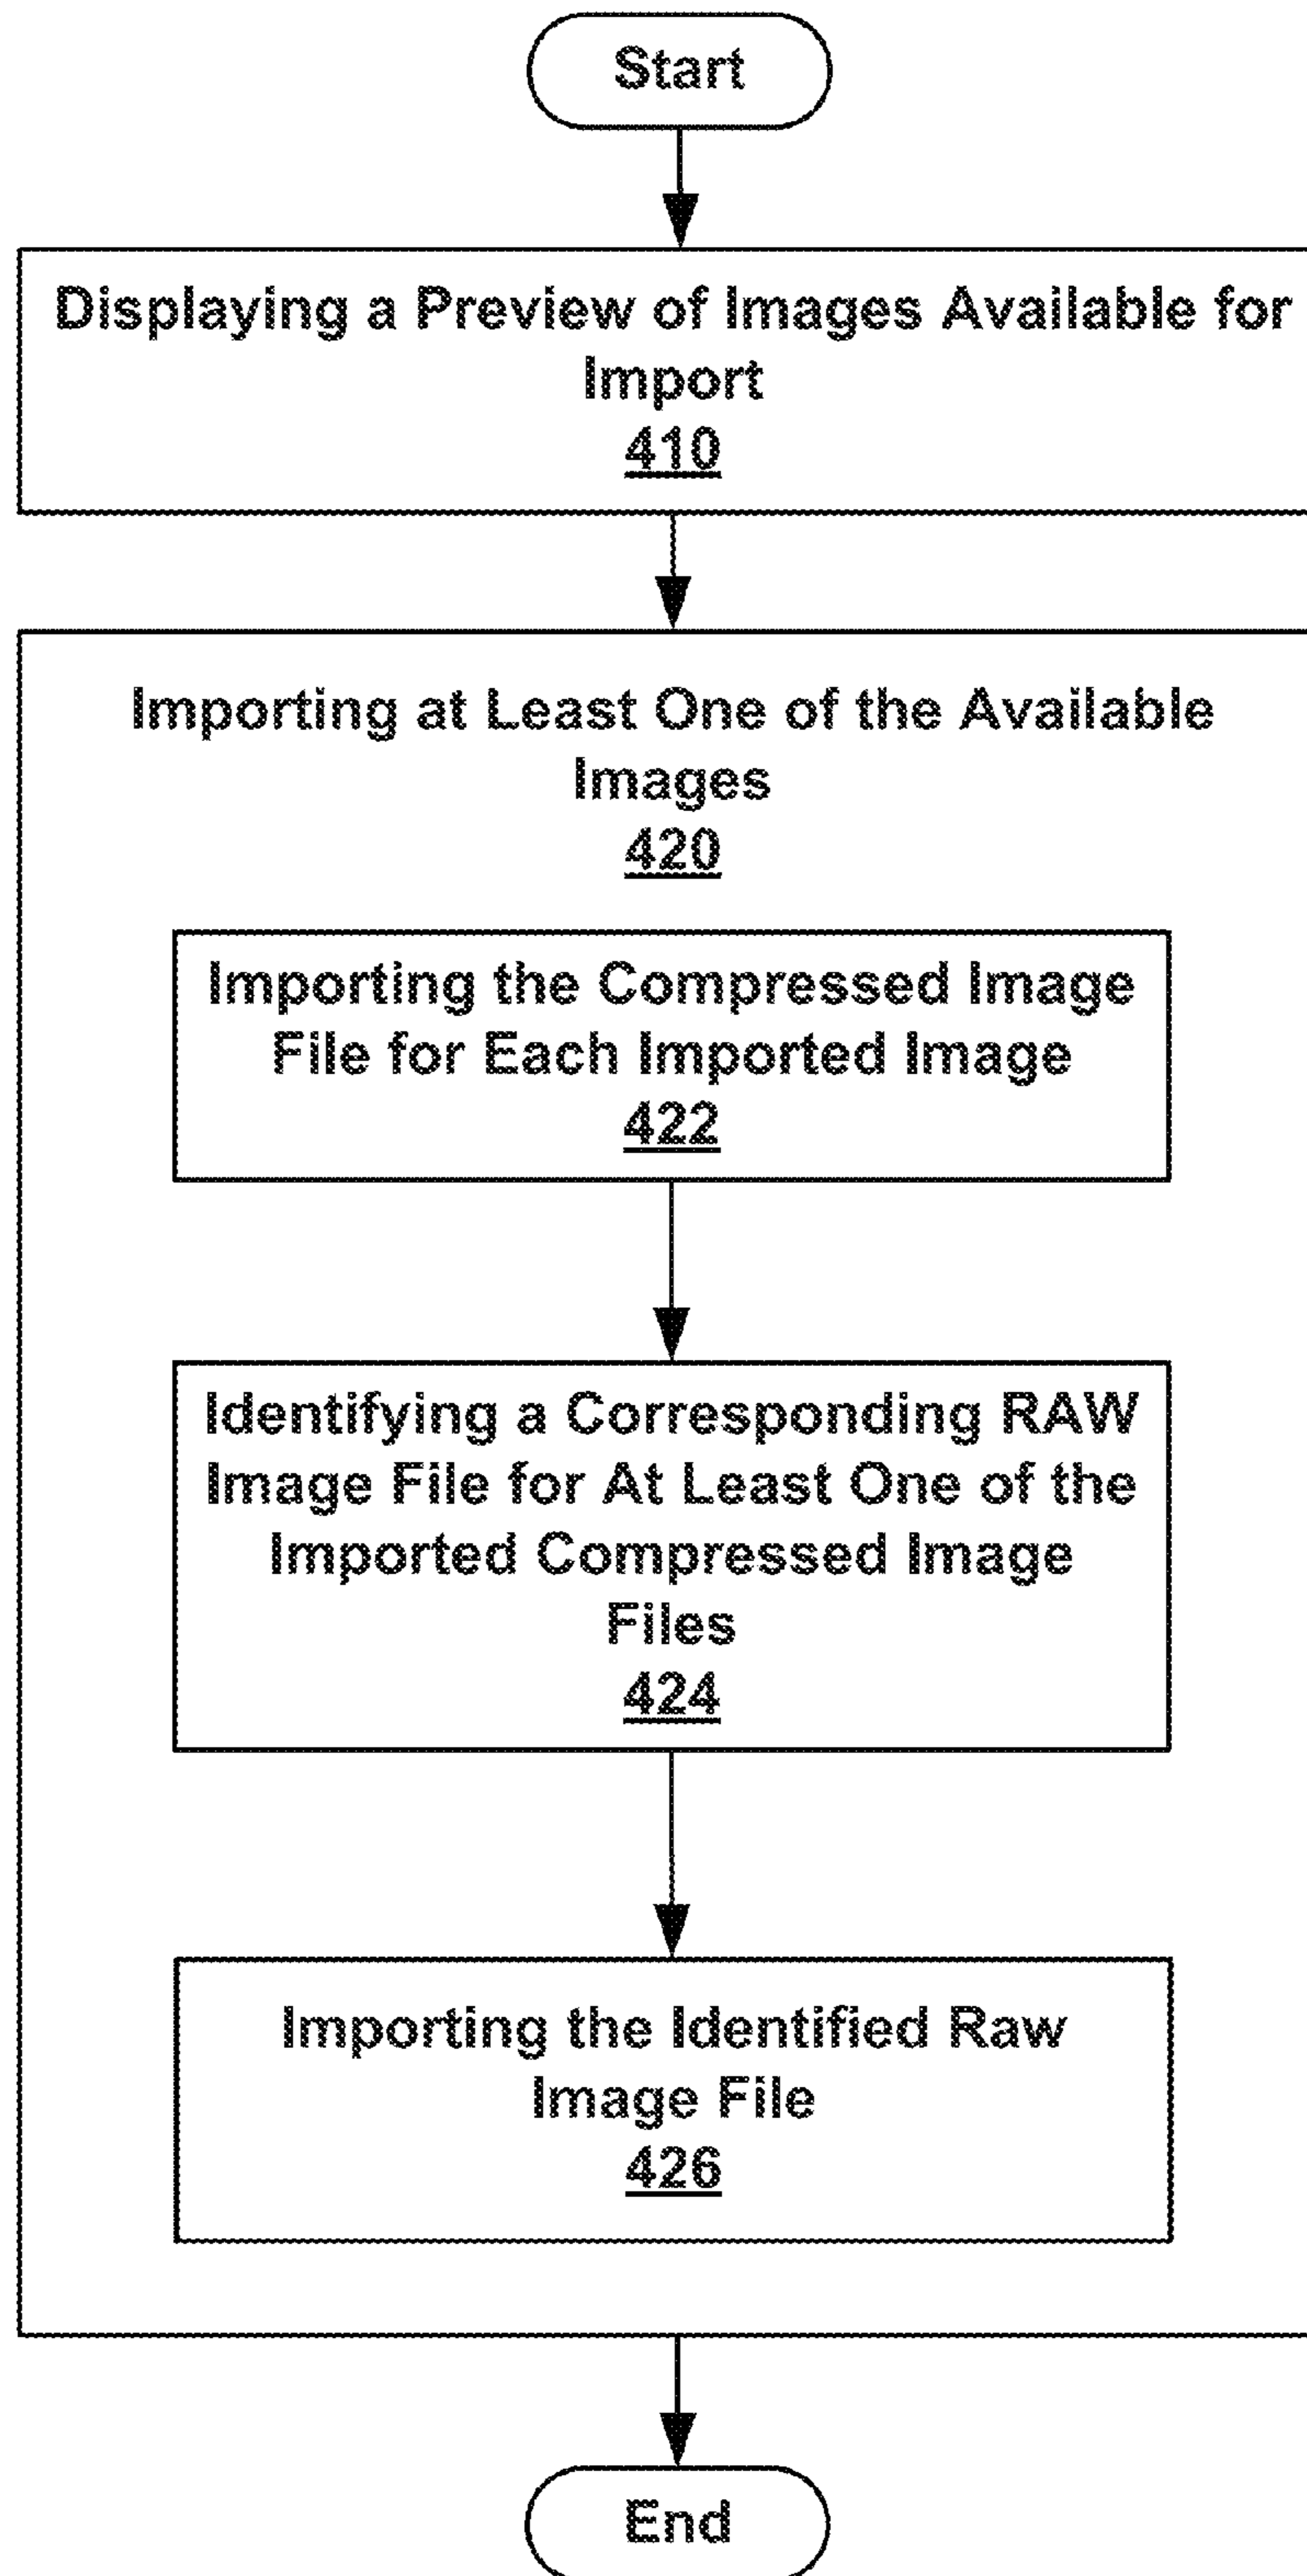 Start
Displaying a Preview of Images Available for
Import
410
Importing at Least One of the Available
Images
420
Importing the Compressed Image
File for Each Imported Image
422
Identifying a Corresponding RAW
Image File for At Least One of the
Imported Compressed Image
Files
424
Importing the Identified Raw
Image File
426
End